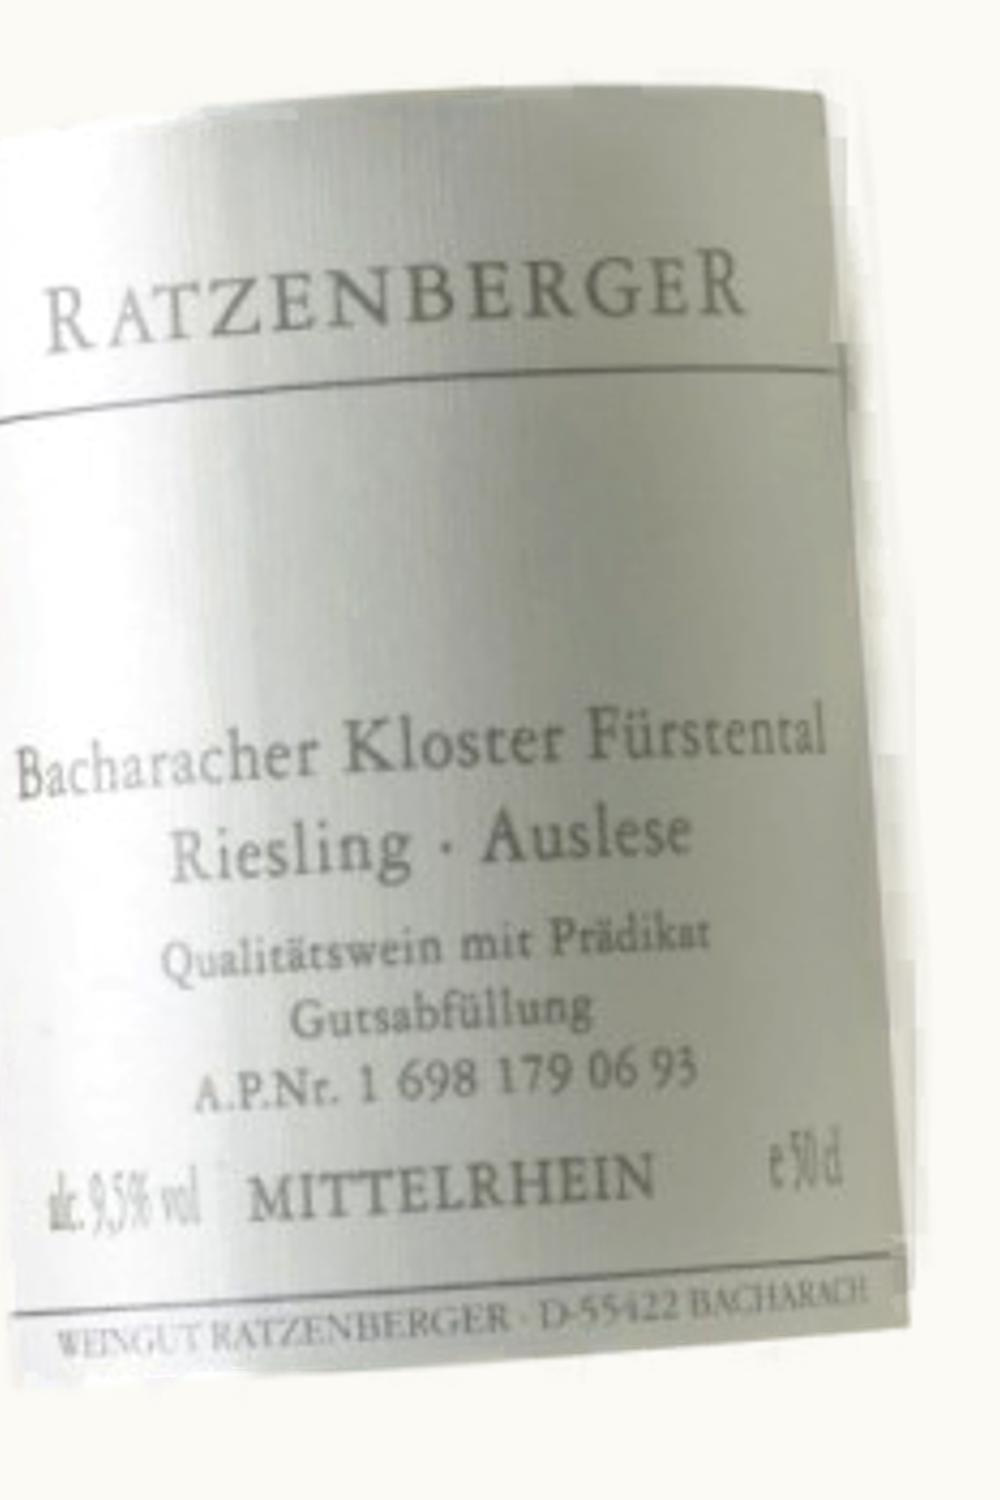 RATZENBERGER
Bacharacher Kloster Fürstental
Riesling · Auslese
Qualitätswein mit Prädikat
Gutsabfüllung
A.P.Nr. 1 698 179 06 93
alc. 9,5% vol MITTELRHEIN e 50 cl
WEINGUT RATZENBERGER · D-55422 BACHARACH